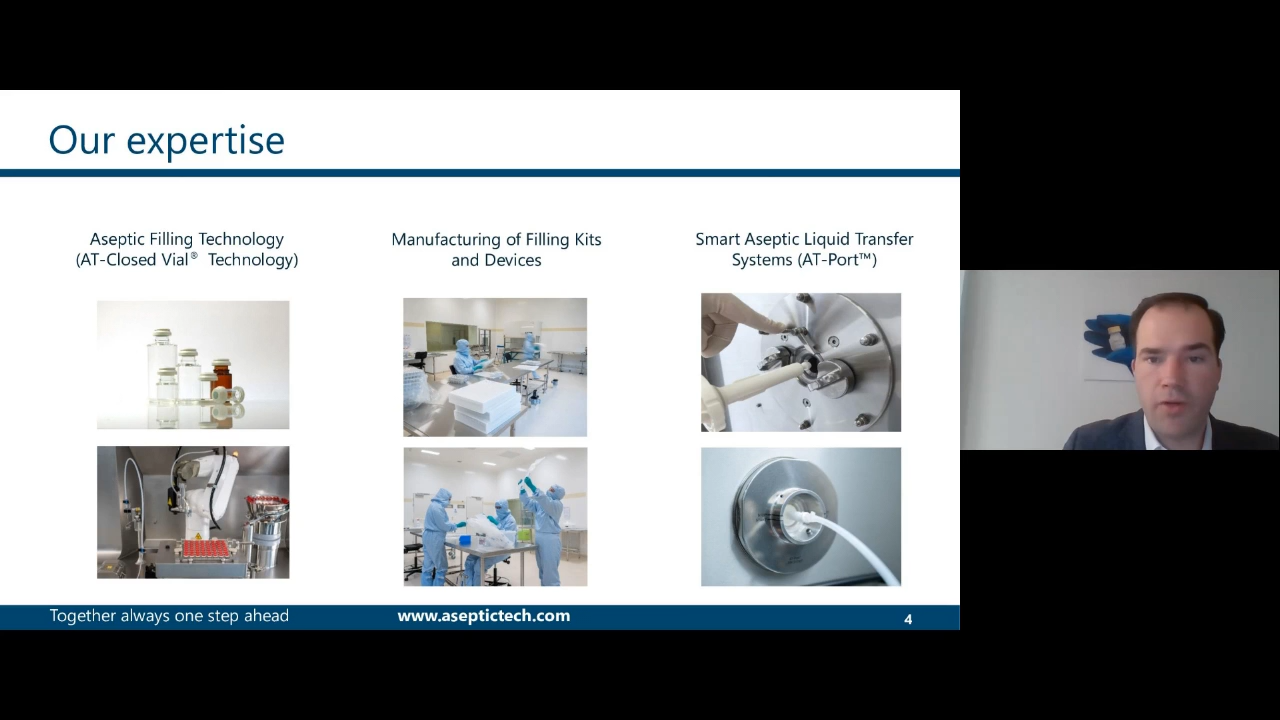 Our expertise
Aseptic Filling Technology
(AT-Closed Vial® Technology)
Manufacturing of Filling Kits
and Devices
Smart Aseptic Liquid Transfer
Systems (AT-Port™)
Together always one step ahead
www.aseptictech.com
4